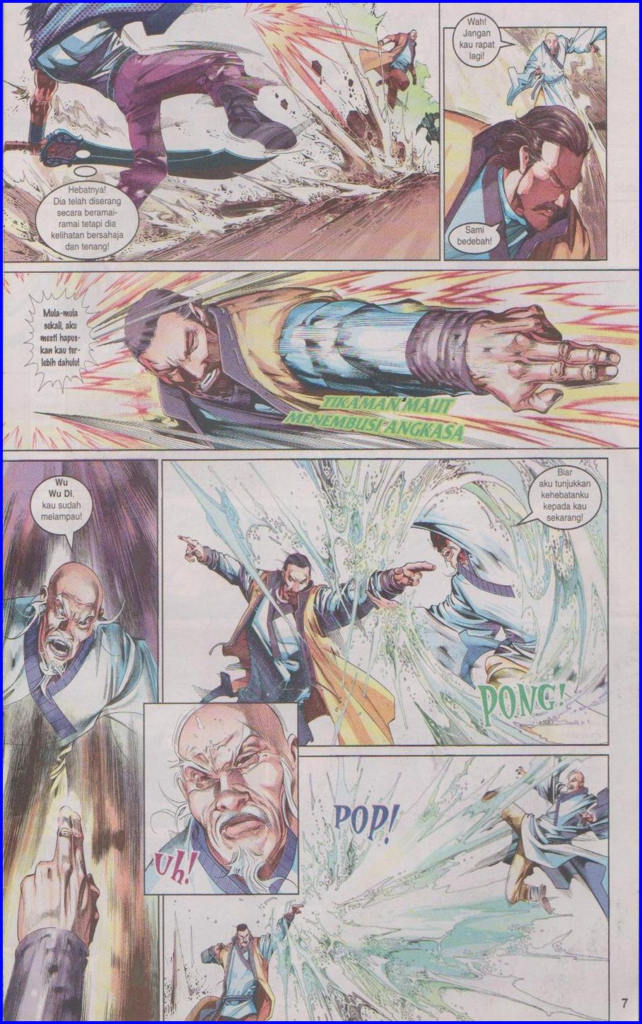 Hebatnya!
Dia telah diserang
secara beramai-
ramai tetapi dia
kelihatan bersahaja
dan tenang!
Wah!
Jangan
kau rapat
lagi!
Sami
bedebah!
Mula-mula
sekali, aku
mesti hapus-
kan kau ter-
lebih dahulu!
TIKAMAN MAUT
MENEMBUSI ANGKASA
Wu
Wu Di,
kau sudah
melampau!
Biar
aku tunjukkan
kehebatanku
kepada kau
sekarang!
PONG!
Uh!
POP!
7